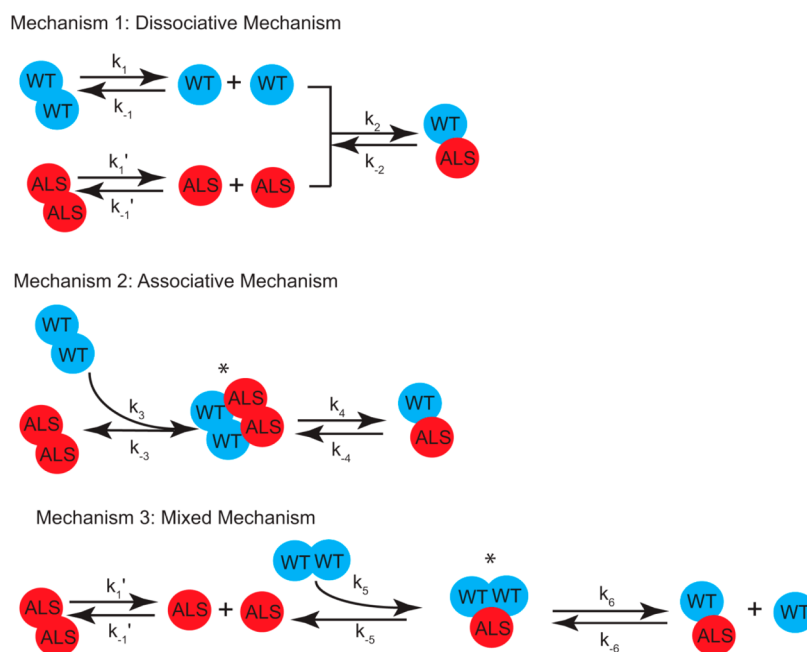 Mechanism 1: Dissociative Mechanism
WT
WT
k1
k-1
WT + WT
ALS
ALS
k1'
k-1'
ALS + ALS
k2
k-2
WT
ALS
Mechanism 2: Associative Mechanism
WT
WT
ALS
ALS
k3
k-3
*
WT
ALS
WT
ALS
k4
k-4
WT
ALS
Mechanism 3: Mixed Mechanism
ALS
ALS
k1'
k-1'
ALS + ALS
WT WT
k5
k-5
*
WT WT
ALS
k6
k-6
WT
ALS
+ WT